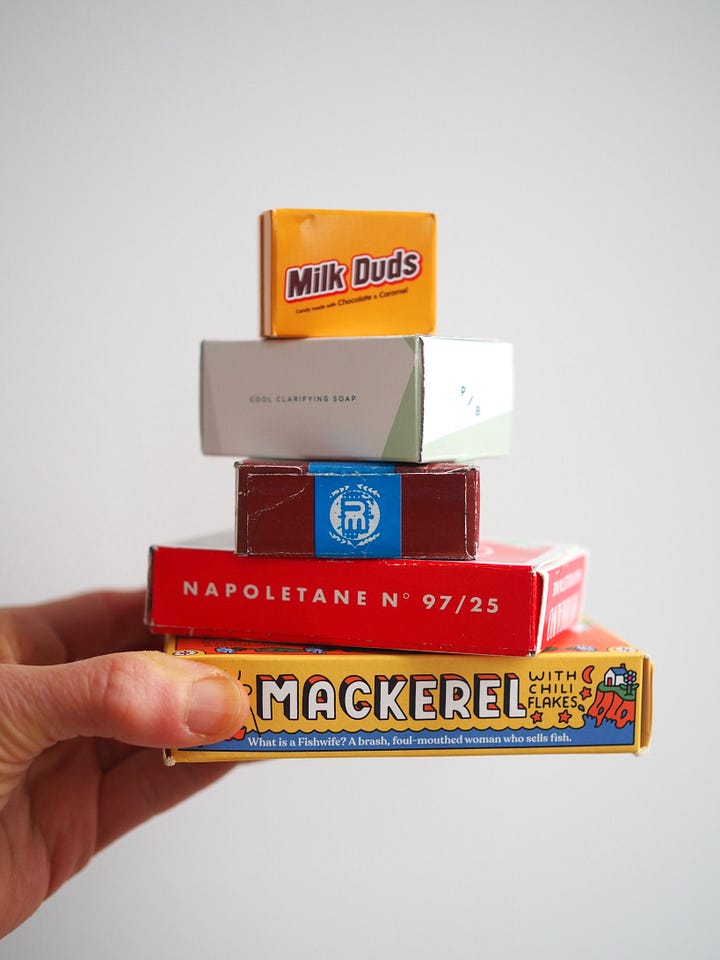 Milk Duds
Candy made with Chocolate & Caramel
COOL CLARIFYING SOAP
P / B
NAPOLETANE N° 97/25
MACKEREL
WITH
CHILI
FLAKES
What is a Fishwife? A brash, foul-mouthed woman who sells fish.